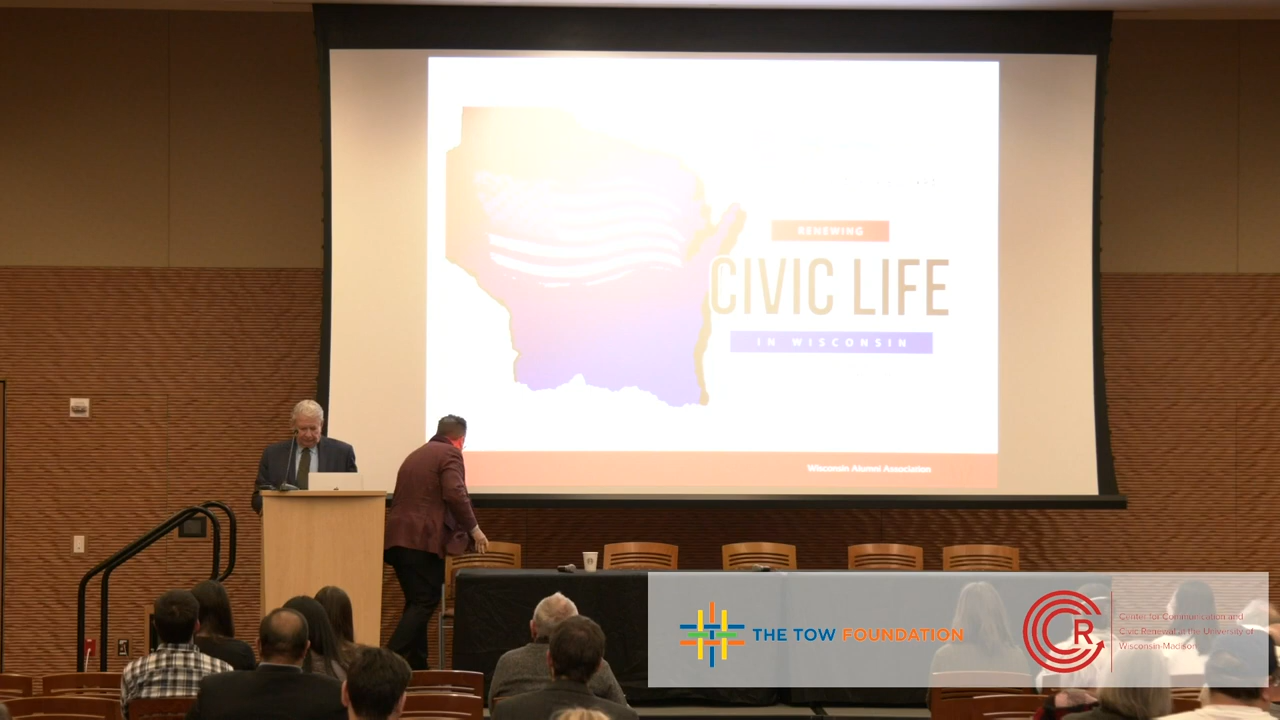 RENEWING
CIVIC LIFE
IN WISCONSIN
Wisconsin Alumni Association
THE TOW FOUNDATION
CR
Center for Communication and
Civic Renewal at the University of
Wisconsin-Madison